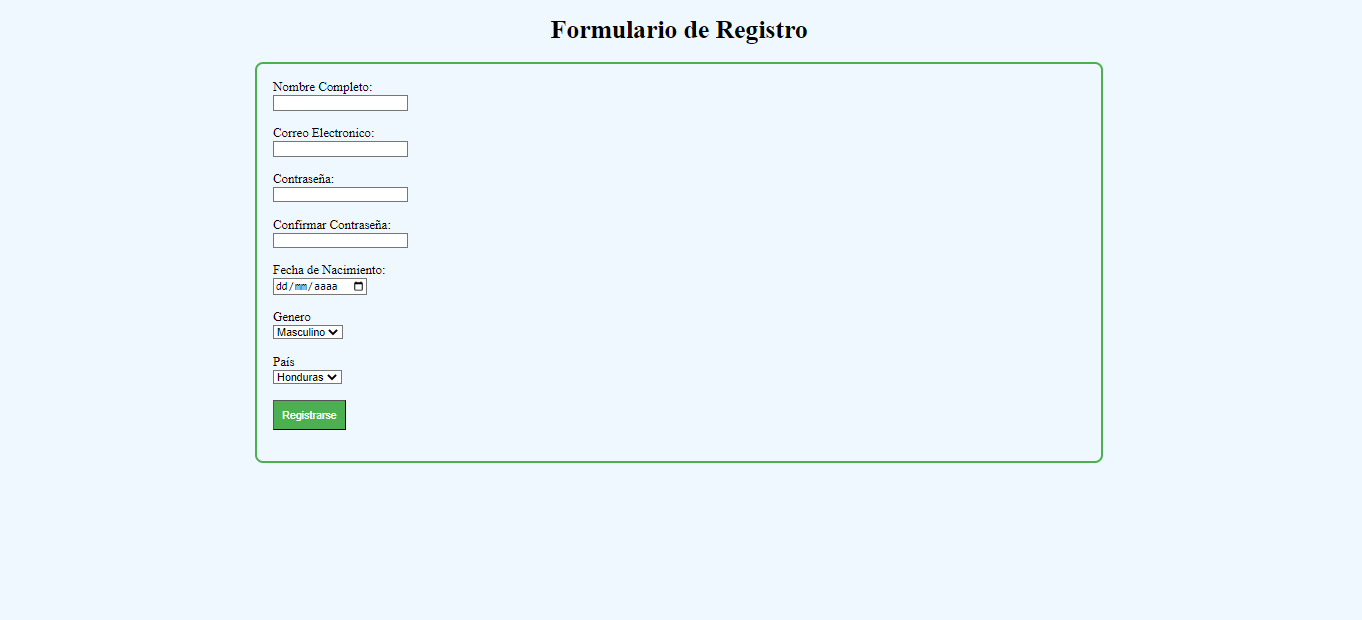 Formulario de Registro
Nombre Completo:
Correo Electronico:
Contraseña:
Confirmar Contraseña:
Fecha de Nacimiento:
dd/mm/aaaa
Genero
Masculino
País
Honduras
Registrarse